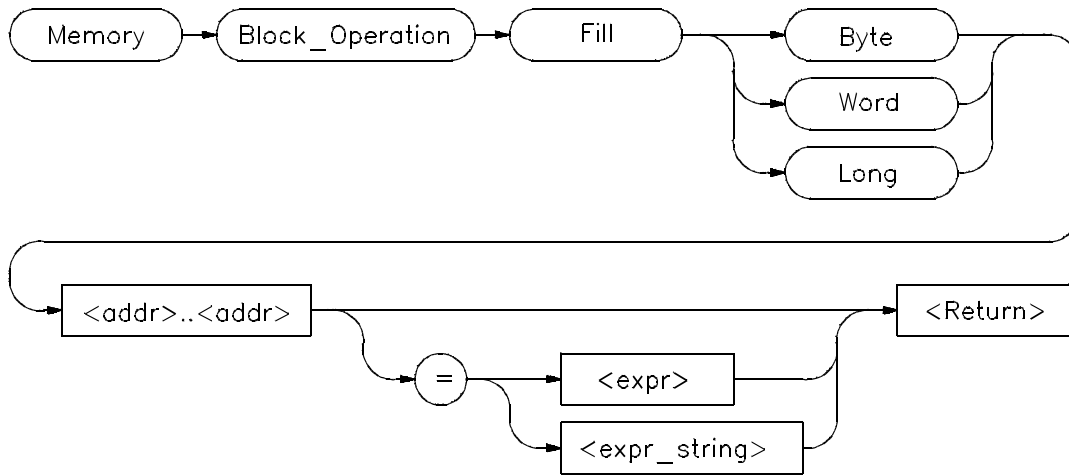 Memory Block_Operation Fill Byte
Word
Long
<addr>..<addr> <Return>
= <expr>
<expr_string>